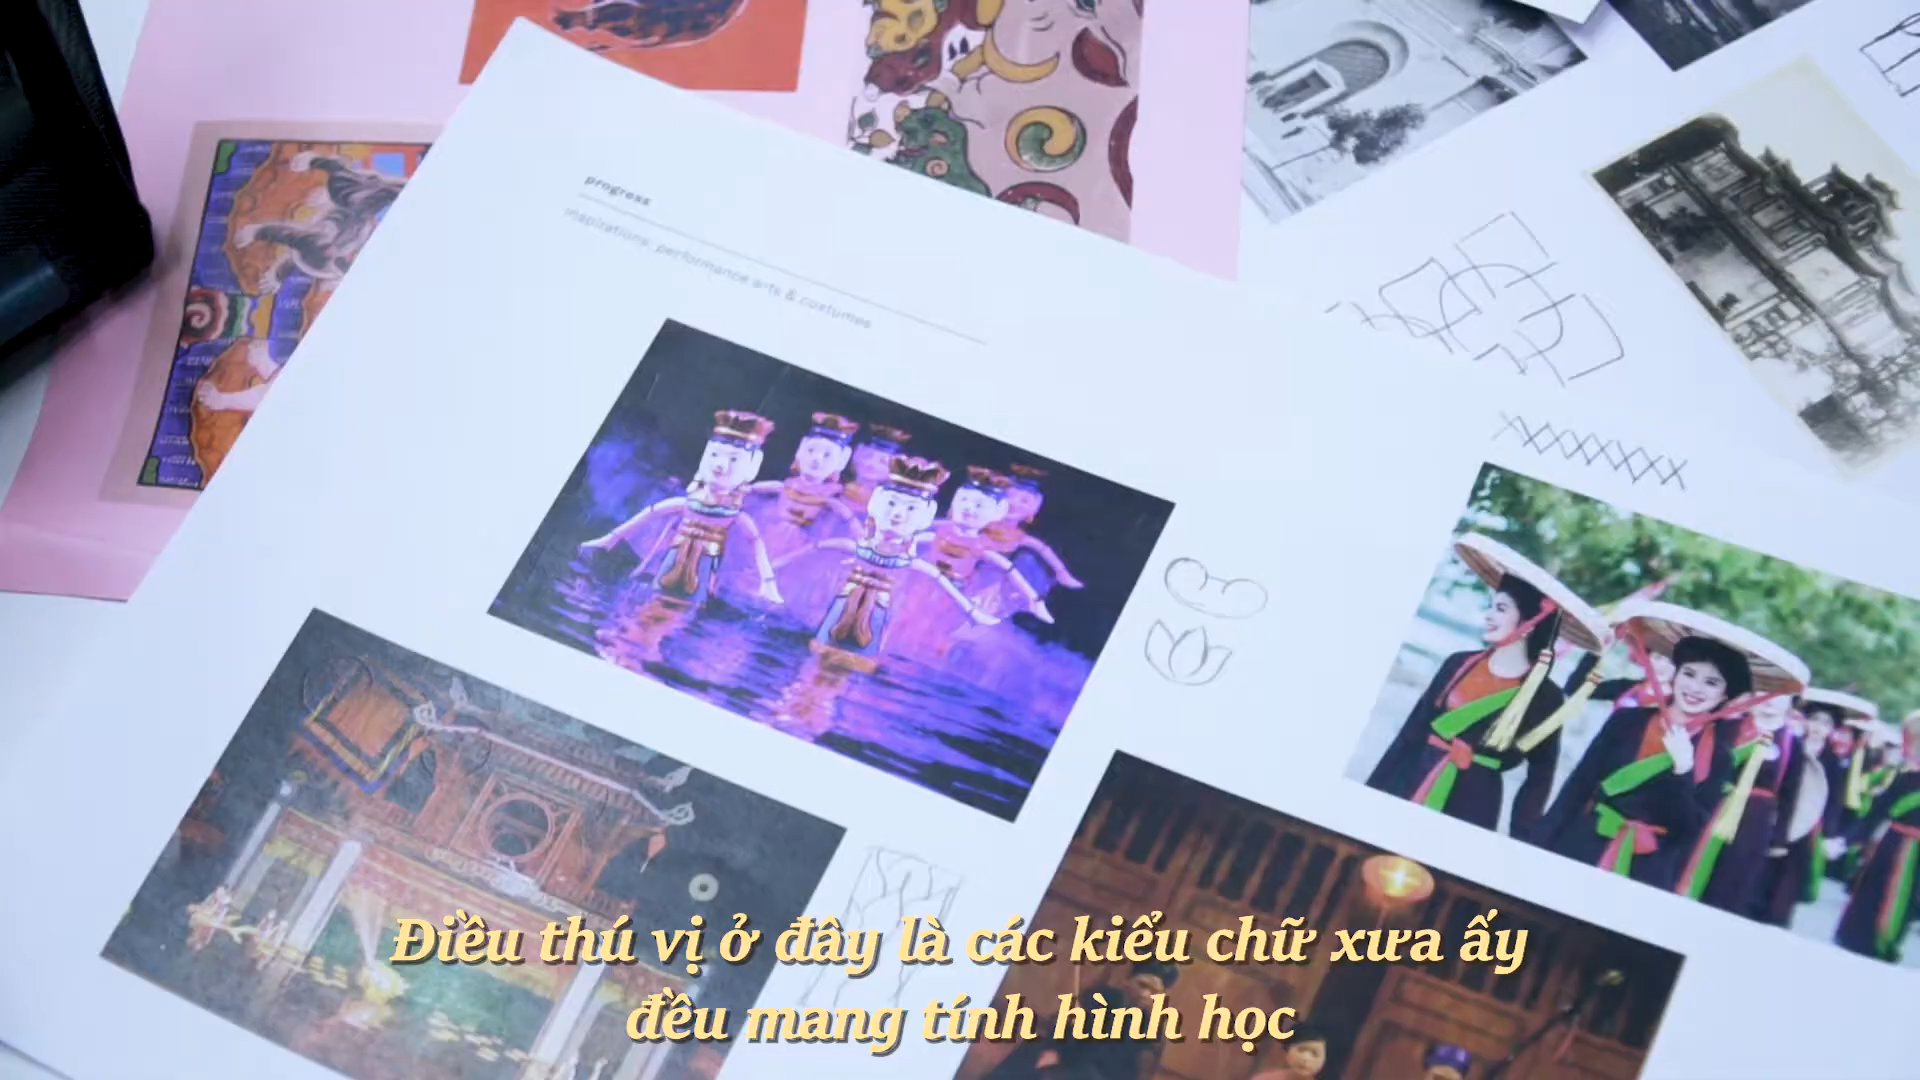 progress
inspirations, performance arts & costumes
Điều thú vị ở đây là các kiểu chữ xưa ấy
đều mang tính hình học